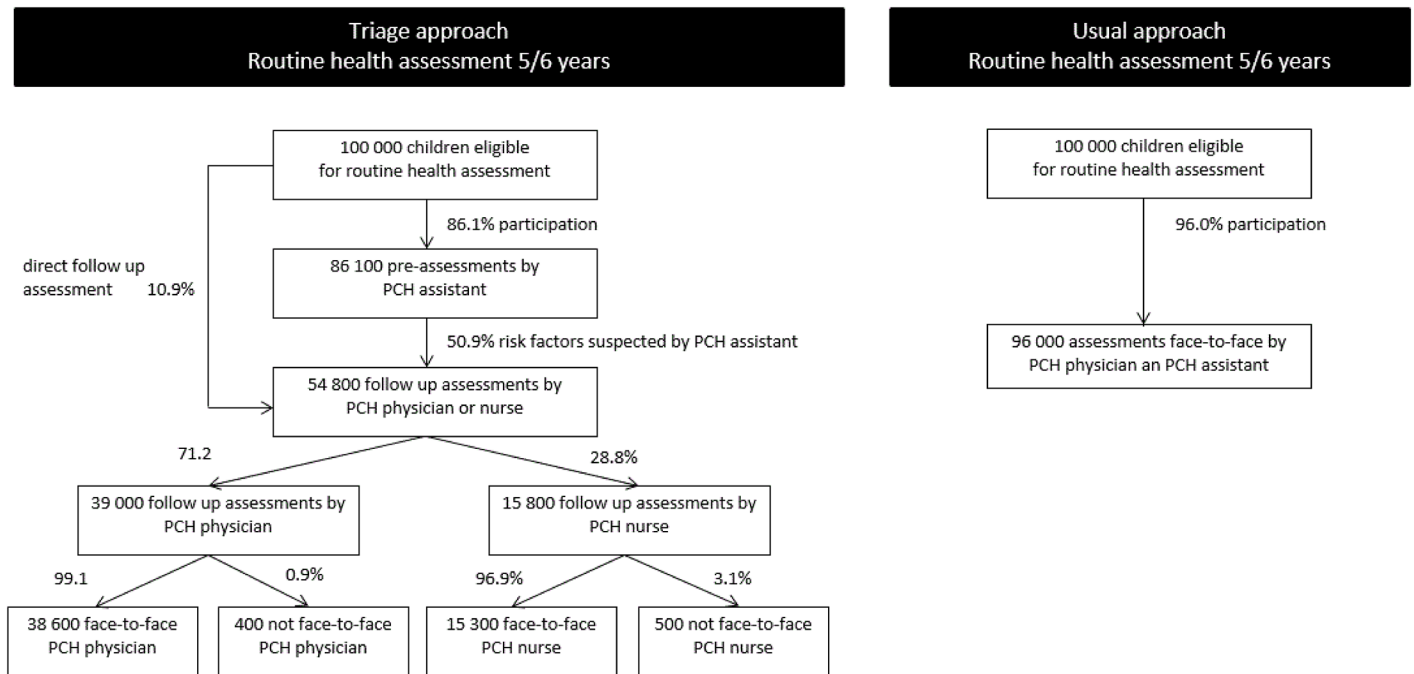 Triage approach
Routine health assessment 5/6 years
Usual approach
Routine health assessment 5/6 years
100 000 children eligible
for routine health assessment
100 000 children eligible
for routine health assessment
86.1% participation
96.0% participation
direct follow up
assessment 10.9%
86 100 pre-assessments by
PCH assistant
50.9% risk factors suspected by PCH assistant
96 000 assessments face-to-face by
PCH physician an PCH assistant
54 800 follow up assessments by
PCH physician or nurse
71.2
28.8%
39 000 follow up assessments by
PCH physician
15 800 follow up assessments by
PCH nurse
99.1
0.9%
96.9%
3.1%
38 600 face-to-face
PCH physician
400 not face-to-face
PCH physician
15 300 face-to-face
PCH nurse
500 not face-to-face
PCH nurse